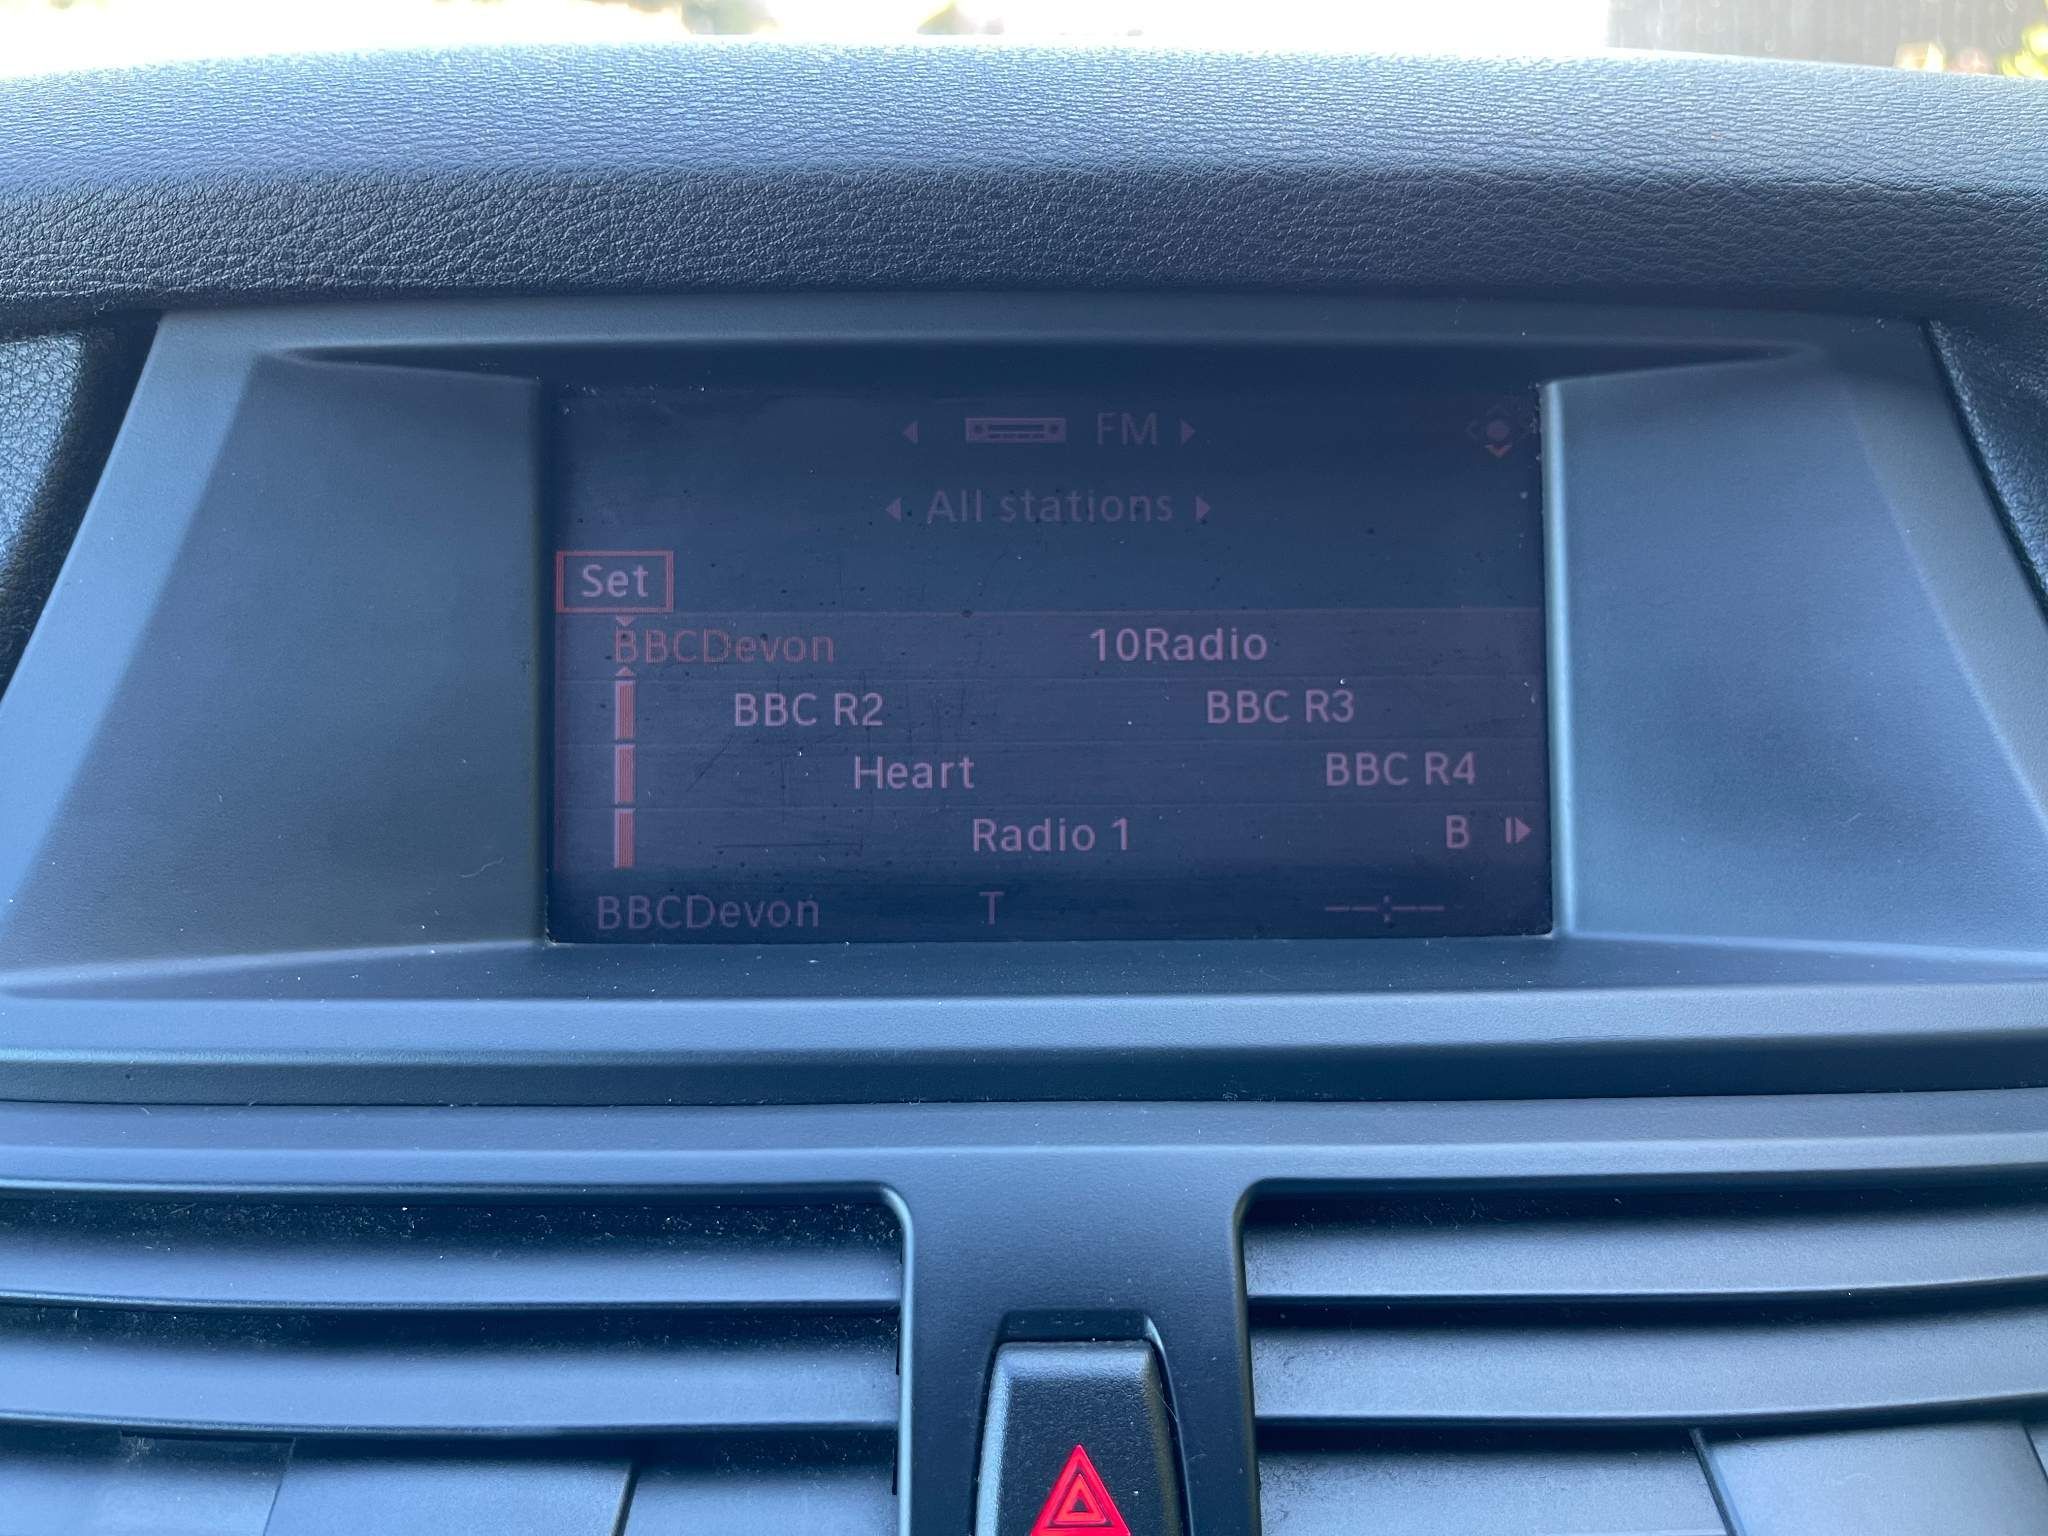 FM
All stations
Set
BBCDevon 10Radio
BBC R2 BBC R3
Heart BBC R4
Radio 1 B
BBCDevon T --:--